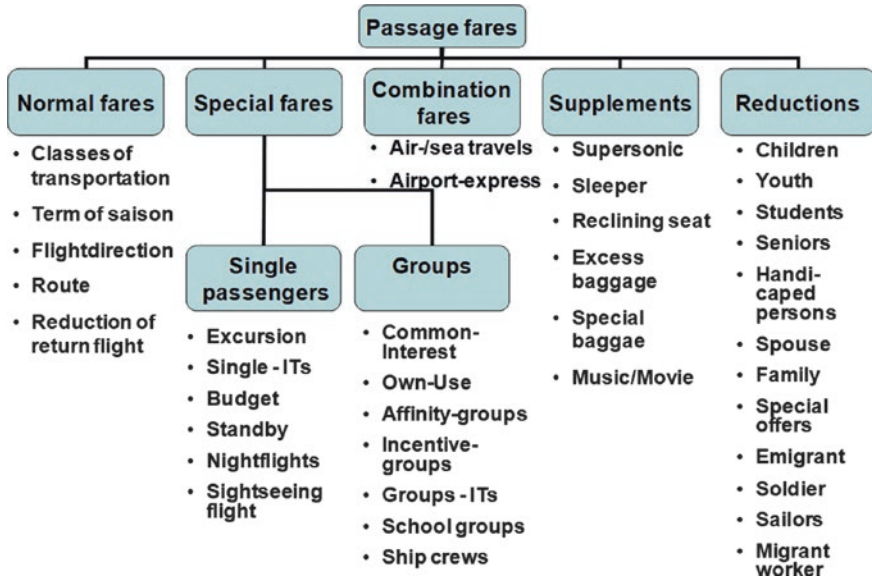 Passage fares
Normal fares
• Classes of
transportation
• Term of saison
• Flightdirection
• Route
• Reduction of
return flight
Special fares
Single
passengers
• Excursion
• Single - ITs
• Budget
• Standby
• Nightflights
• Sightseeing
flight
Groups
• Common-
Interest
• Own-Use
• Affinity-groups
• Incentive-
groups
• Groups - ITs
• School groups
• Ship crews
Combination
fares
• Air-/sea travels
• Airport-express
Supplements
• Supersonic
• Sleeper
• Reclining seat
• Excess
baggage
• Special
baggae
• Music/Movie
Reductions
• Children
• Youth
• Students
• Seniors
• Handi-
caped
persons
• Spouse
• Family
• Special
offers
• Emigrant
• Soldier
• Sailors
• Migrant
worker